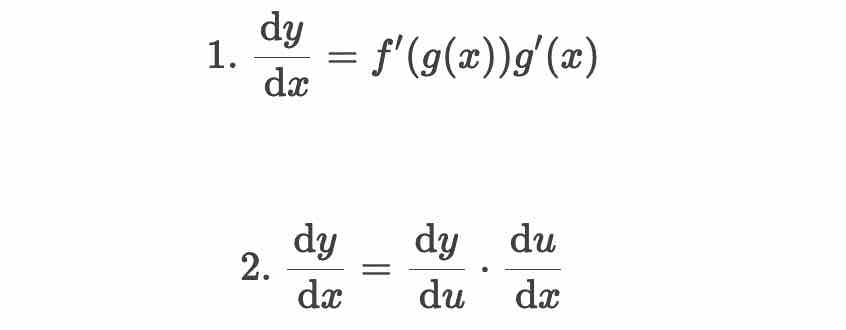 1. dy/dx = f′(g(x))g′(x)
2. dy/dx = dy/du · du/dx